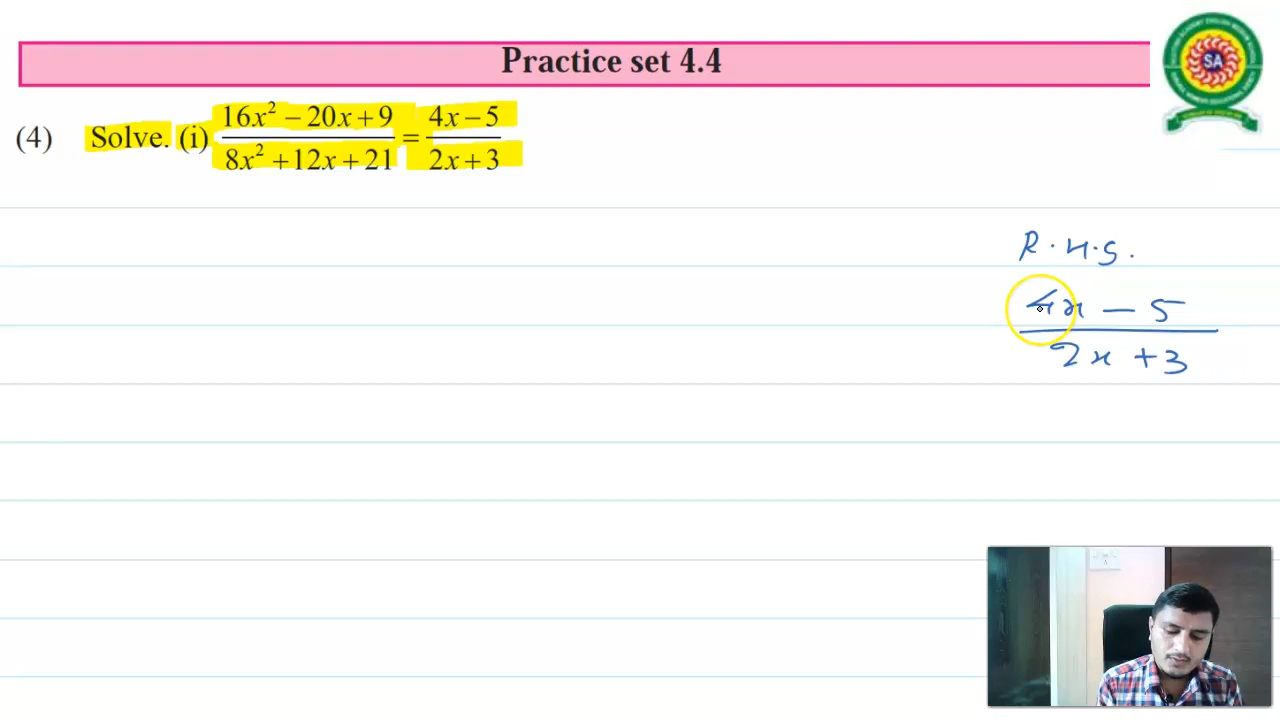 Practice set 4.4
SA
(4) Solve. (i) (16x² − 20x + 9)/(8x² + 12x + 21) = (4x − 5)/(2x + 3)
R.H.S.
4x − 5
2x + 3